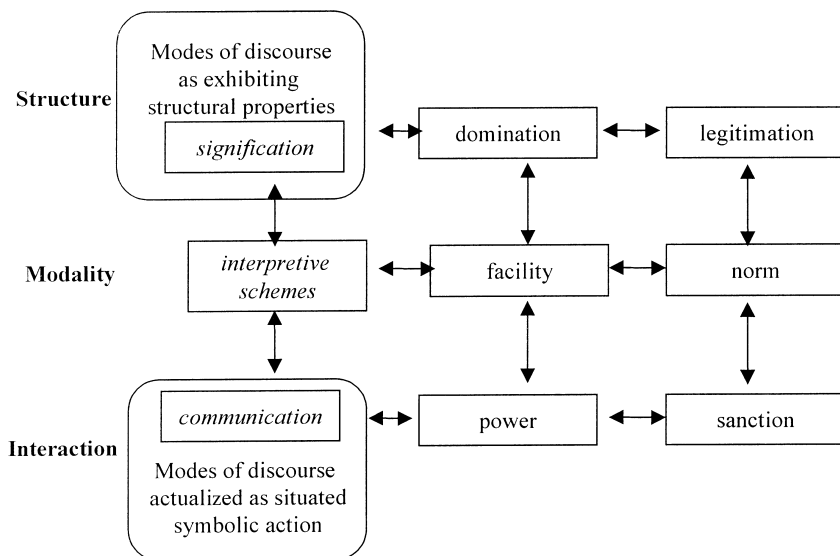 Modes of discourse
as exhibiting
structural properties
Structure
signification
domination
legitimation
Modality
interpretive
schemes
facility
norm
communication
power
sanction
Interaction
Modes of discourse
actualized as situated
symbolic action